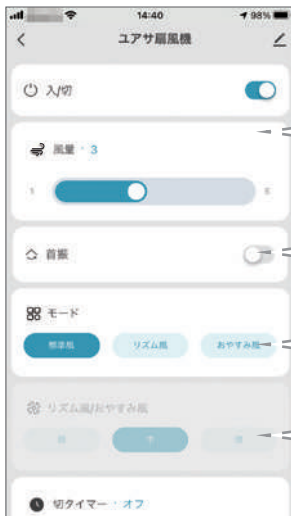 14:40 98%
ユアサ扇風機
入/切
風量・3
1
首振
モード
標準風 リズム風 おやすみ風
リズム風/おやすみ風
切タイマー・オフ